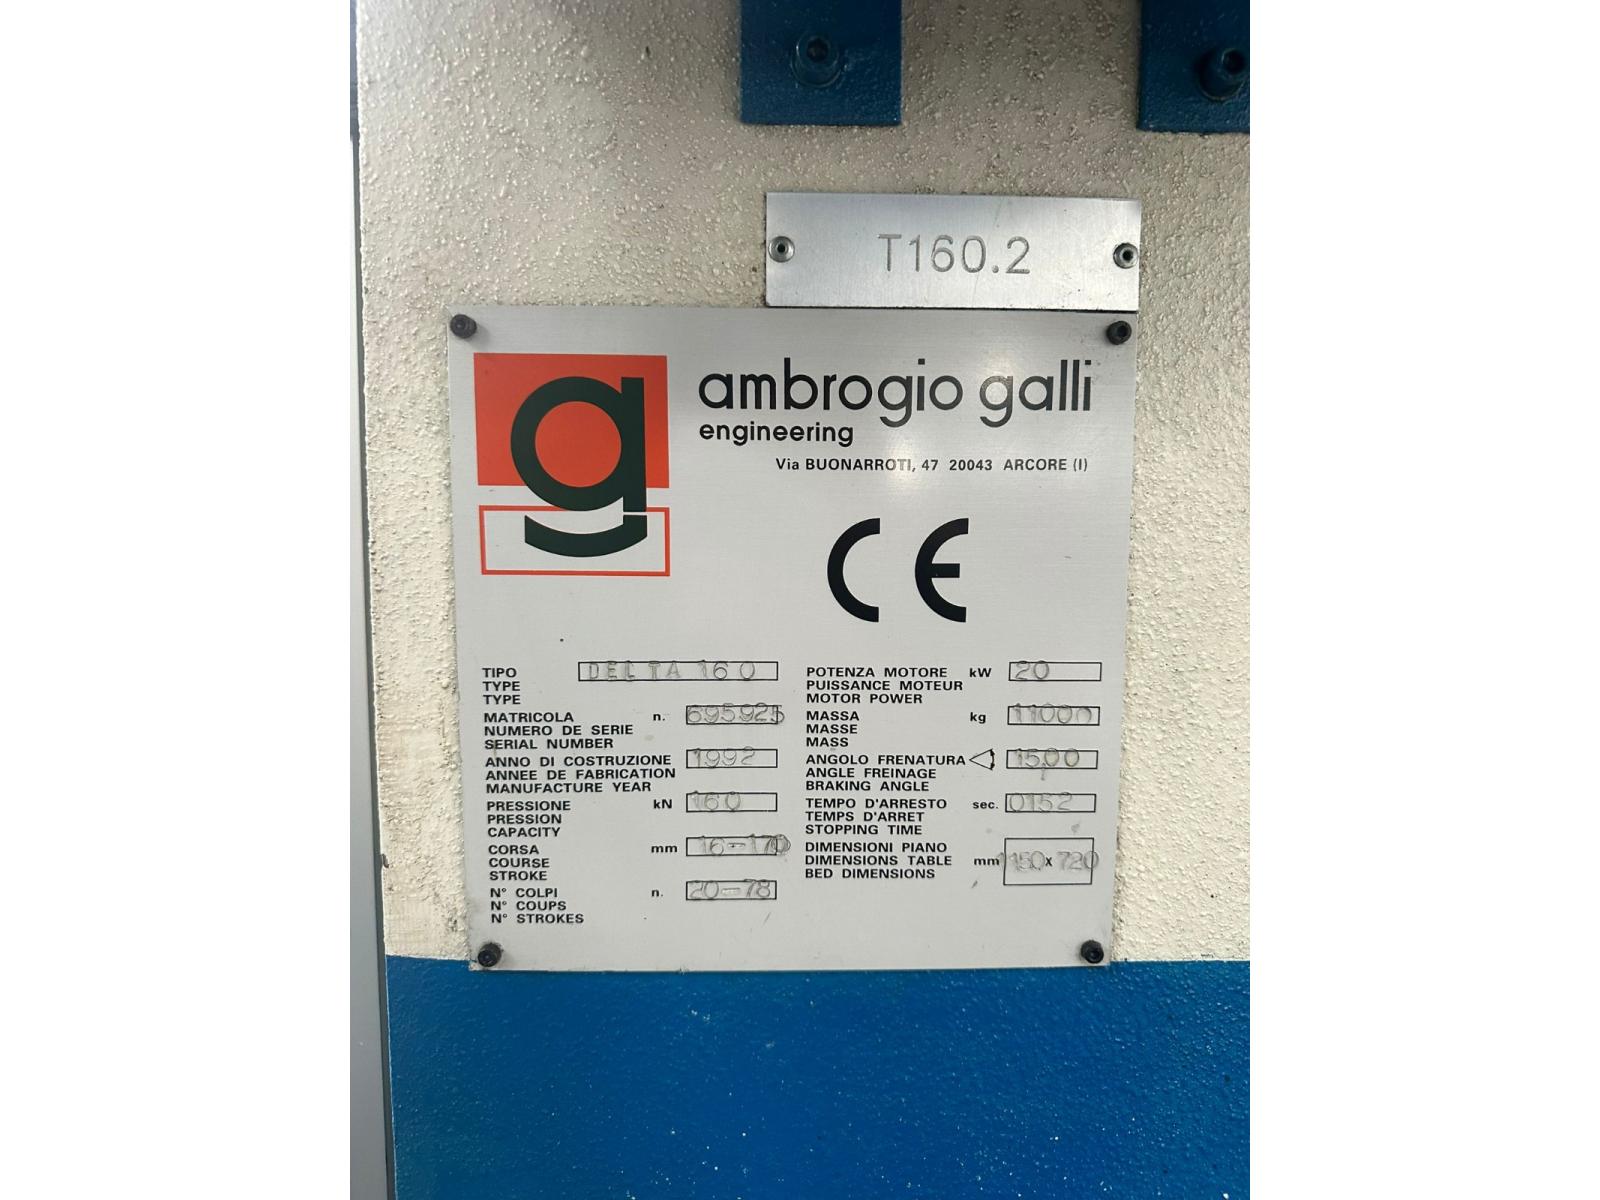 T160.2
g
ambrogio galli
engineering
Via BUONARROTI, 47 20043 ARCORE (I)
CE
TIPO DELTA 160
TYPE
TYPE
MATRICOLA n. 695925
NUMERO DE SERIE
SERIAL NUMBER
ANNO DI COSTRUZIONE 1992
ANNEE DE FABRICATION
MANUFACTURE YEAR
PRESSIONE kN 160
PRESSION
CAPACITY
CORSA mm 16-170
COURSE
STROKE
N° COLPI n. 20-78
N° COUPS
N° STROKES
POTENZA MOTORE kW 20
PUISSANCE MOTEUR
MOTOR POWER
MASSA kg 11000
MASSE
MASS
ANGOLO FRENATURA 15,00
ANGLE FREINAGE
BRAKING ANGLE
TEMPO D'ARRESTO sec. 0152
TEMPS D'ARRET
STOPPING TIME
DIMENSIONI PIANO
DIMENSIONS TABLE mm 1150x720
BED DIMENSIONS